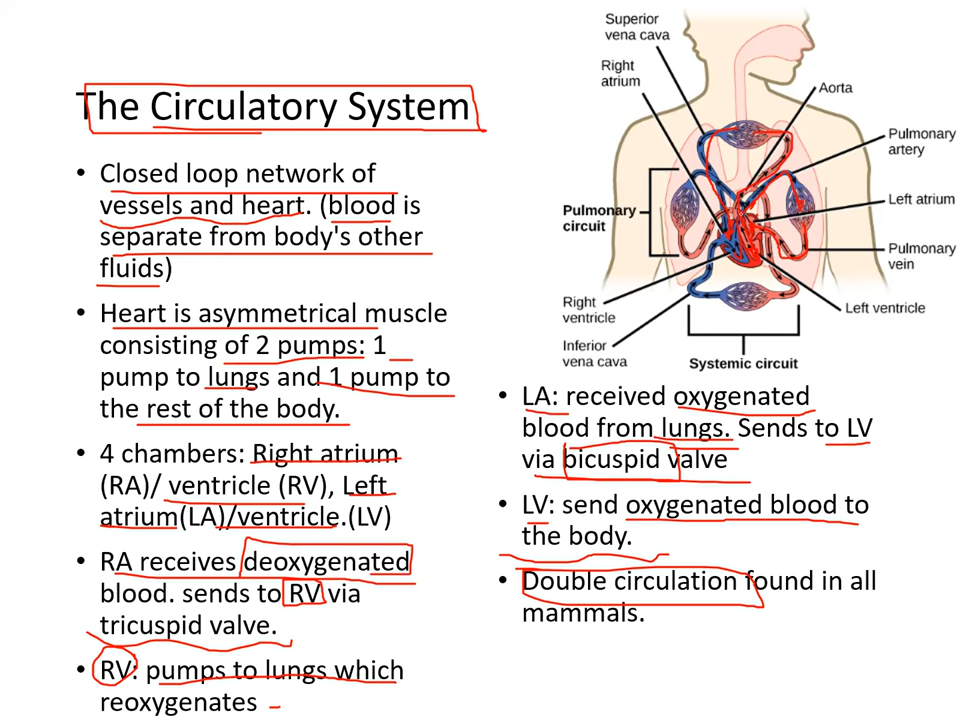 The Circulatory System
• Closed loop network of
vessels and heart. (blood is
separate from body's other
fluids)
• Heart is asymmetrical muscle
consisting of 2 pumps: 1
pump to lungs and 1 pump to
the rest of the body.
• 4 chambers: Right atrium
(RA)/ ventricle (RV), Left
atrium(LA)/ventricle.(LV)
• RA receives deoxygenated
blood. sends to RV via
tricuspid valve.
• RV: pumps to lungs which
reoxygenates
Superior
vena cava
Right
atrium
Aorta
Pulmonary
artery
Left atrium
Pulmonary
circuit
Pulmonary
vein
Right
ventricle
Left ventricle
Inferior
vena cava
Systemic circuit
• LA: received oxygenated
blood from lungs. Sends to LV
via bicuspid valve
• LV: send oxygenated blood to
the body.
• Double circulation found in all
mammals.